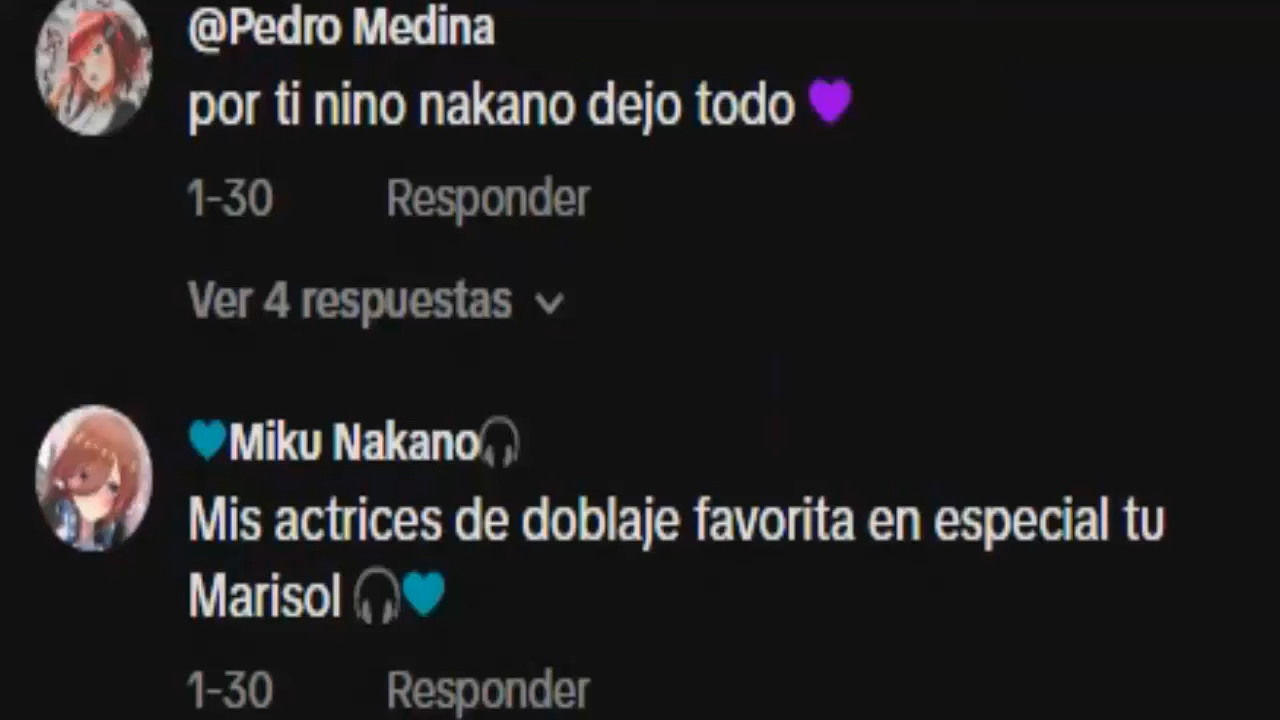 @Pedro Medina
por ti nino nakano dejo todo 💜
1-30 Responder
Ver 4 respuestas
🩵Miku Nakano🎧
Mis actrices de doblaje favorita en especial tu
Marisol 🎧🩵
1-30 Responder